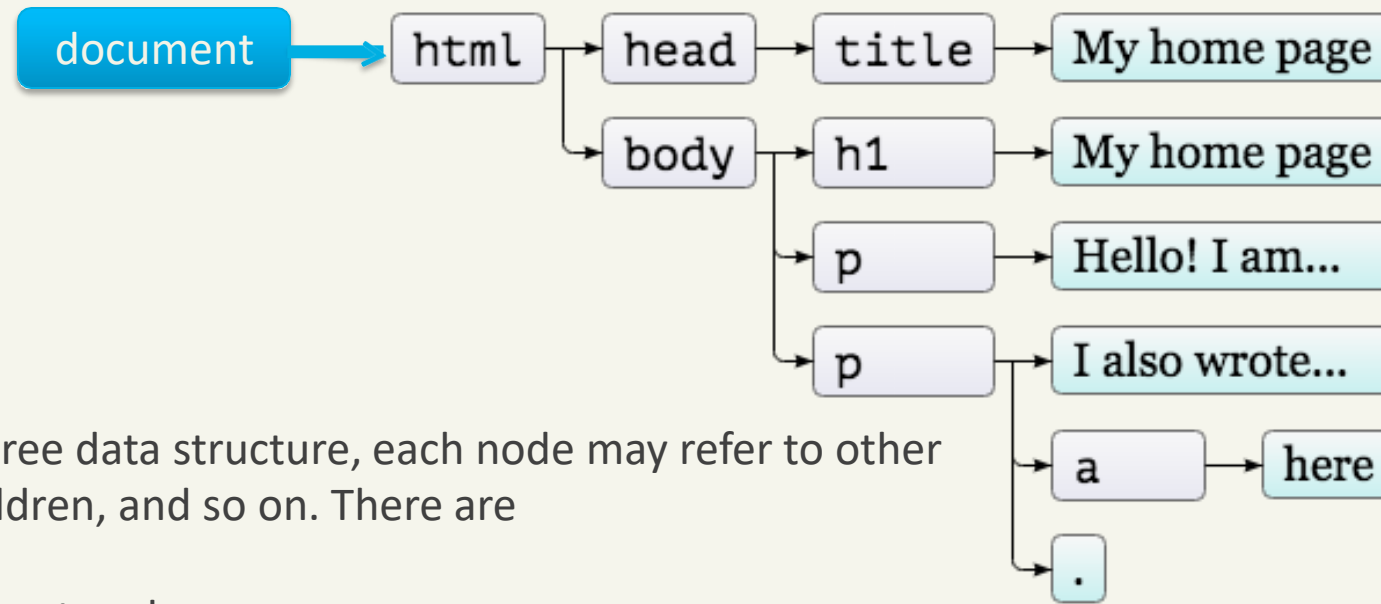 document html head title My home page
body h1 My home page
p Hello! I am...
p I also wrote...
ree data structure, each node may refer to other
a here
ldren, and so on. There are
.